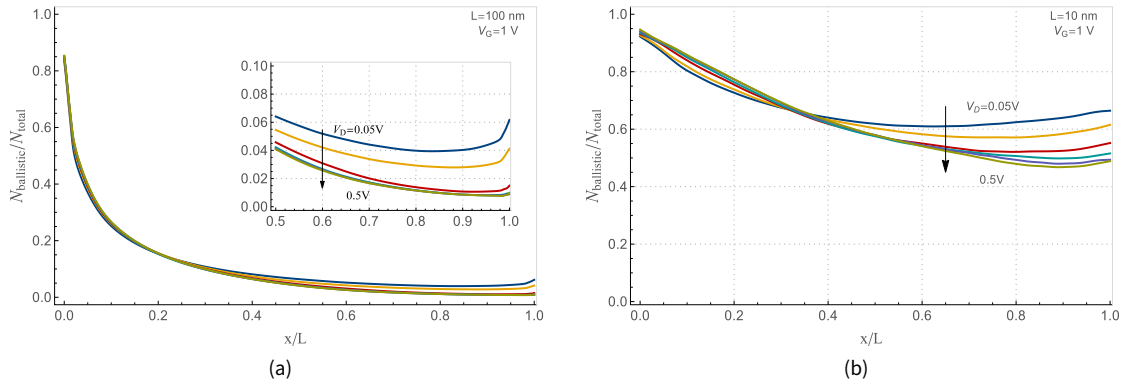 L=100 nm
V_G=1 V
N_ballistic/N_total
0.8
0.6
0.4
0.2
0.0
0.10
0.08
0.06
0.04
0.02
0.00
V_D=0.05V
0.5V
0.5 0.6 0.7 0.8 0.9 1.0
0.0 0.2 0.4 0.6 0.8 1.0
x/L
(a)
L=10 nm
V_G=1 V
N_ballistic/N_total
1.0
0.8
0.6
0.4
0.2
0.0
V_D=0.05V
0.5V
0.0 0.2 0.4 0.6 0.8 1.0
x/L
(b)